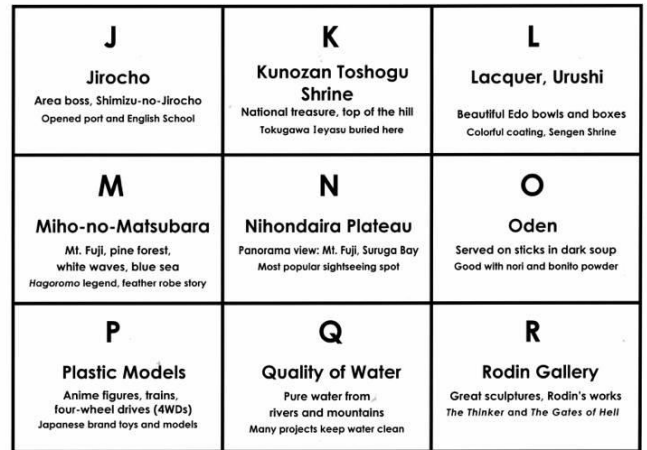 J
Jirocho
Area boss, Shimizu-no-Jirocho
Opened port and English School
K
Kunozan Toshogu
Shrine
National treasure, top of the hill
Tokugawa Ieyasu buried here
L
Lacquer, Urushi
Beautiful Edo bowls and boxes
Colorful coating, Sengen Shrine
M
Miho-no-Matsubara
Mt. Fuji, pine forest,
white waves, blue sea
Hagoromo legend, feather robe story
N
Nihondaira Plateau
Panorama view: Mt. Fuji, Suruga Bay
Most popular sightseeing spot
O
Oden
Served on sticks in dark soup
Good with nori and bonito powder
P
Plastic Models
Anime figures, trains,
four-wheel drives (4WDs)
Japanese brand toys and models
Q
Quality of Water
Pure water from
rivers and mountains
Many projects keep water clean
R
Rodin Gallery
Great sculptures, Rodin's works
The Thinker and The Gates of Hell